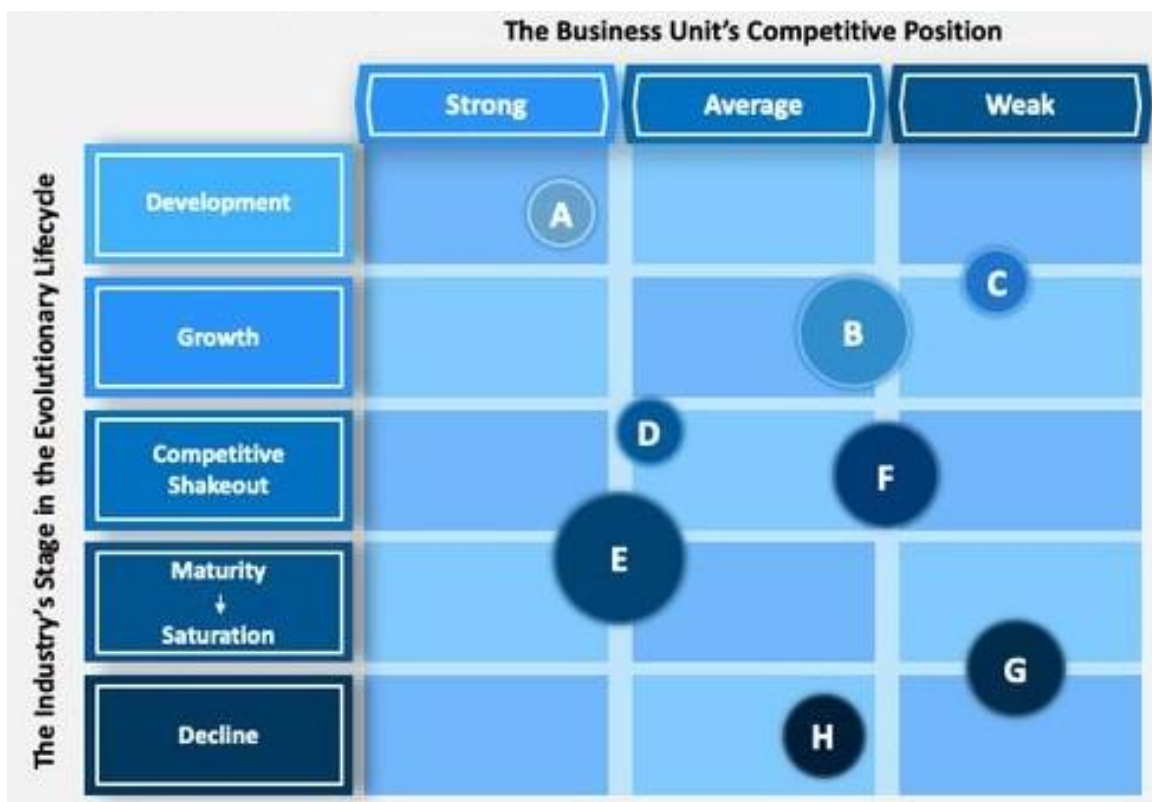 The Business Unit's Competitive Position
Strong
Average
Weak
The Industry's Stage in the Evolutionary Lifecycle
Development
A
C
Growth
B
Competitive
Shakeout
D
F
Maturity
↓
Saturation
E
G
Decline
H